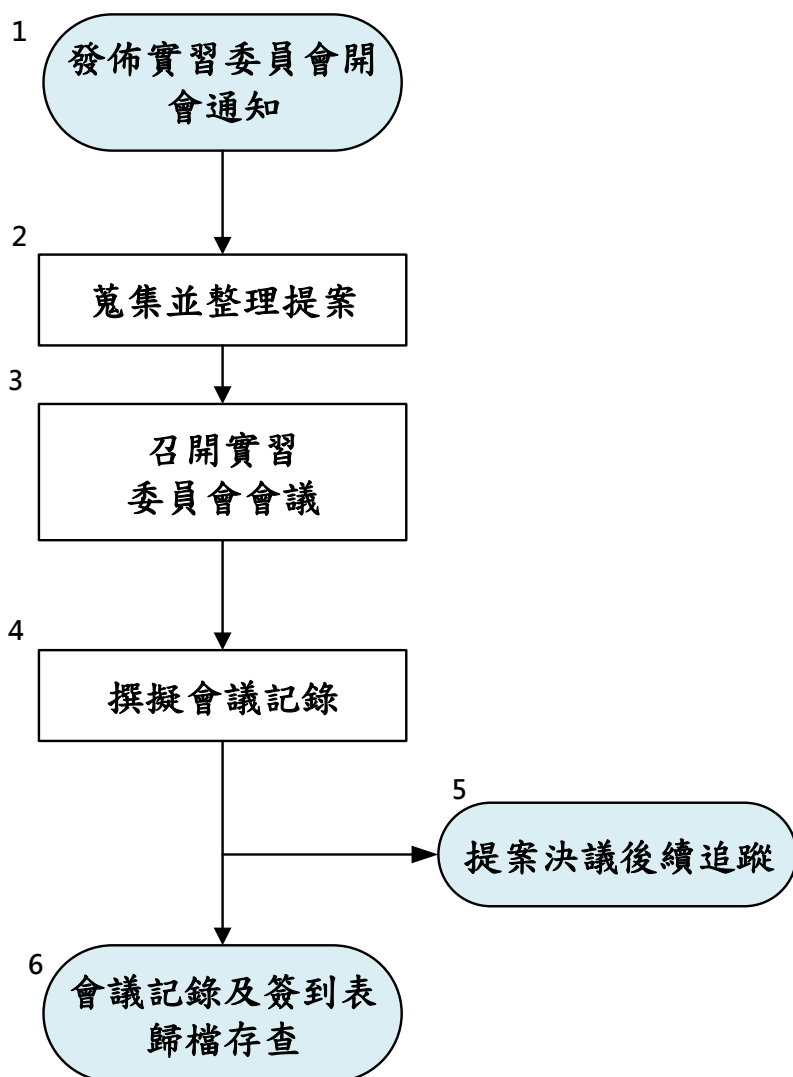 1
發佈實習委員會開
會通知
2
蒐集並整理提案
3
召開實習
委員會會議
4
撰擬會議記錄
5
提案決議後續追蹤
6
會議記錄及簽到表
歸檔存查